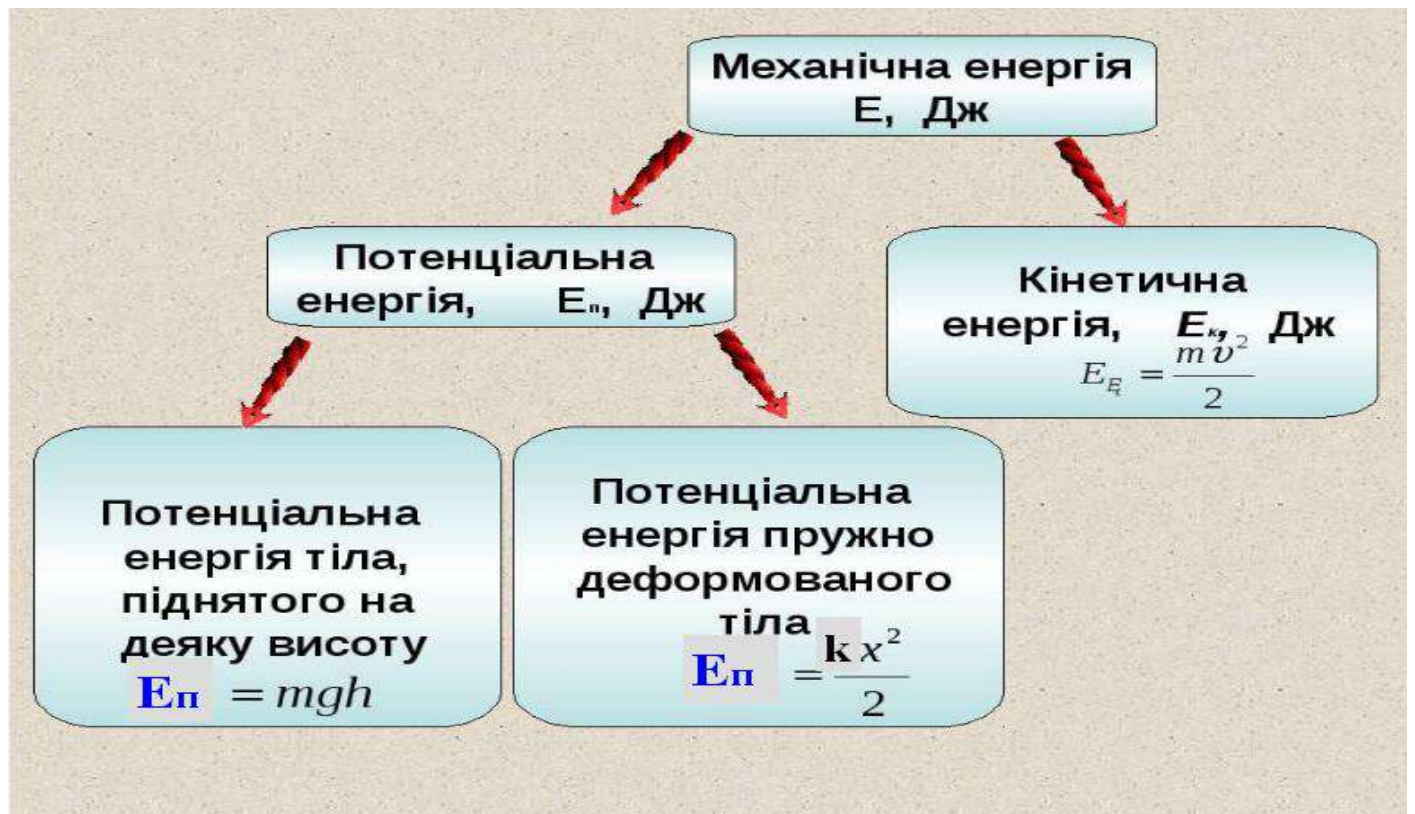 Механічна енергія
Е, Дж
Потенціальна
енергія, Еп, Дж
Кінетична
енергія, Ек, Дж
E = mυ²/2
Потенціальна
енергія тіла,
піднятого на
деяку висоту
Еп = mgh
Потенціальна
енергія пружно
деформованого
тіла
Еп = kx²/2